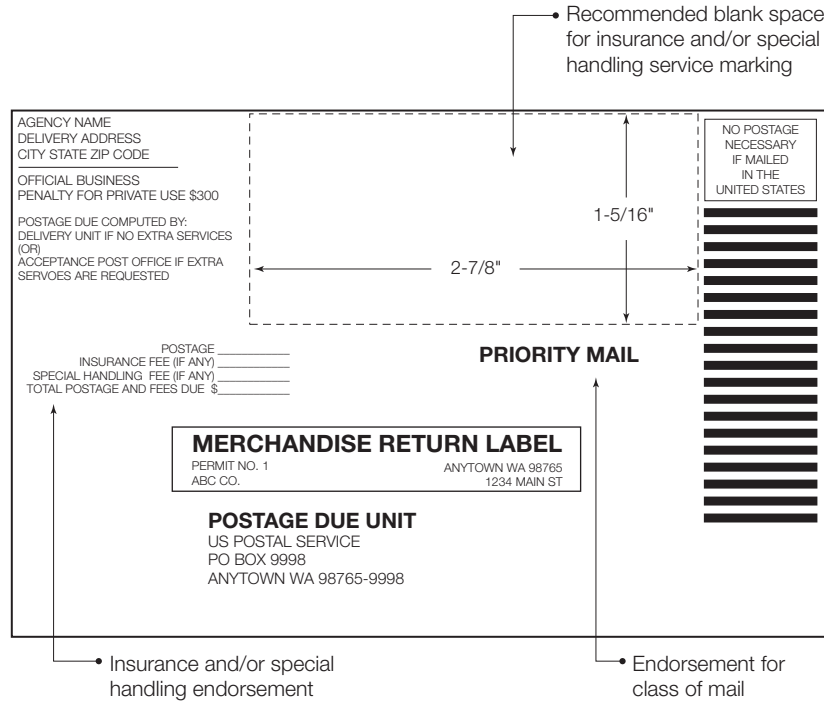 Recommended blank space
for insurance and/or special
handling service marking
AGENCY NAME
DELIVERY ADDRESS
CITY STATE ZIP CODE
OFFICIAL BUSINESS
PENALTY FOR PRIVATE USE $300
POSTAGE DUE COMPUTED BY:
DELIVERY UNIT IF NO EXTRA SERVICES
(OR)
ACCEPTANCE POST OFFICE IF EXTRA
SERVOES ARE REQUESTED
1-5/16"
2-7/8"
NO POSTAGE
NECESSARY
IF MAILED
IN THE
UNITED STATES
POSTAGE
INSURANCE FEE (IF ANY)
SPECIAL HANDLING FEE (IF ANY)
TOTAL POSTAGE AND FEES DUE $
PRIORITY MAIL
MERCHANDISE RETURN LABEL
PERMIT NO. 1 ANYTOWN WA 98765
ABC CO. 1234 MAIN ST
POSTAGE DUE UNIT
US POSTAL SERVICE
PO BOX 9998
ANYTOWN WA 98765-9998
Insurance and/or special
handling endorsement
Endorsement for
class of mail